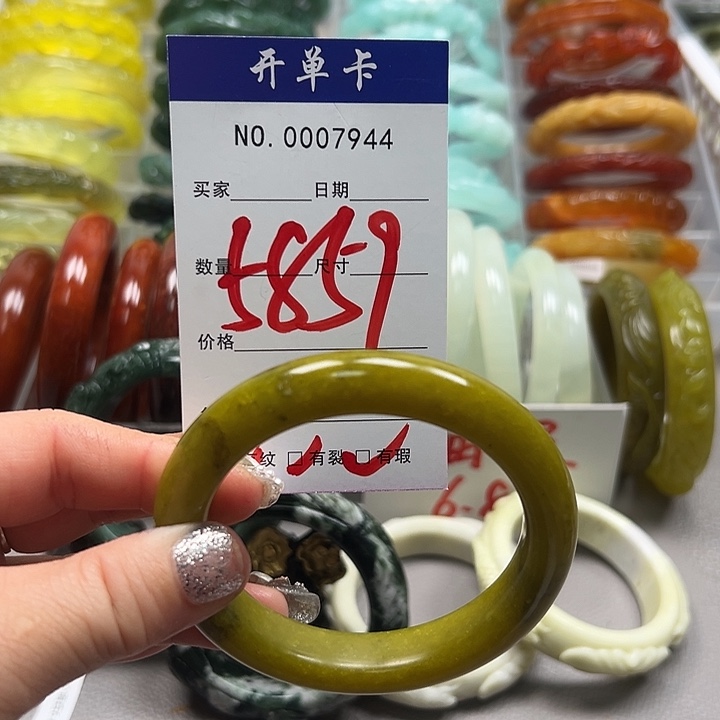 开单卡
NO. 0007944
买家 日期
5859
数量 尺寸
价格
纹 □有裂 □有瑕
6.8